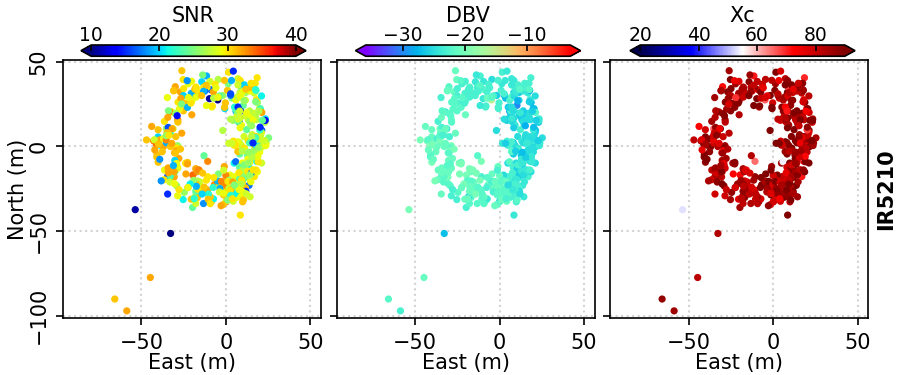 SNR DBV Xc
10 20 30 40 −30 −20 −10 20 40 60 80
50
0
−50
−100
North (m)
IR5210
−50 0 50 −50 0 50 −50 0 50
East (m) East (m) East (m)